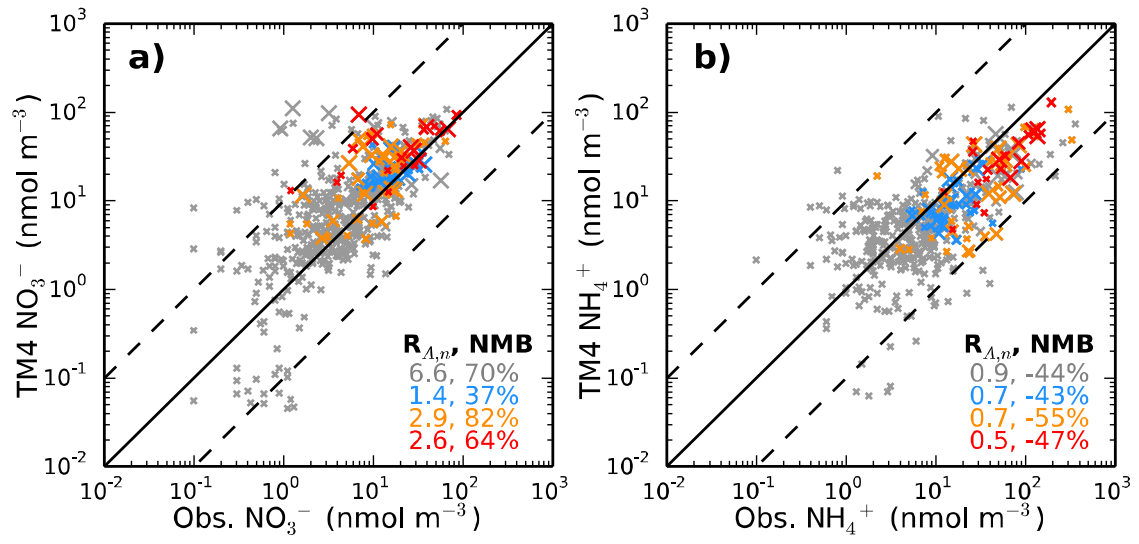 a)
10³
10²
10¹
10⁰
10⁻¹
10⁻²
TM4 NO₃⁻ (nmol m⁻³)
R_Λ,n, NMB
6.6, 70%
1.4, 37%
2.9, 82%
2.6, 64%
10⁻² 10⁻¹ 10⁰ 10¹ 10² 10³
Obs. NO₃⁻ (nmol m⁻³)
b)
10³
10²
10¹
10⁰
10⁻¹
10⁻²
TM4 NH₄⁺ (nmol m⁻³)
R_Λ,n, NMB
0.9, -44%
0.7, -43%
0.7, -55%
0.5, -47%
10⁻² 10⁻¹ 10⁰ 10¹ 10² 10³
Obs. NH₄⁺ (nmol m⁻³)